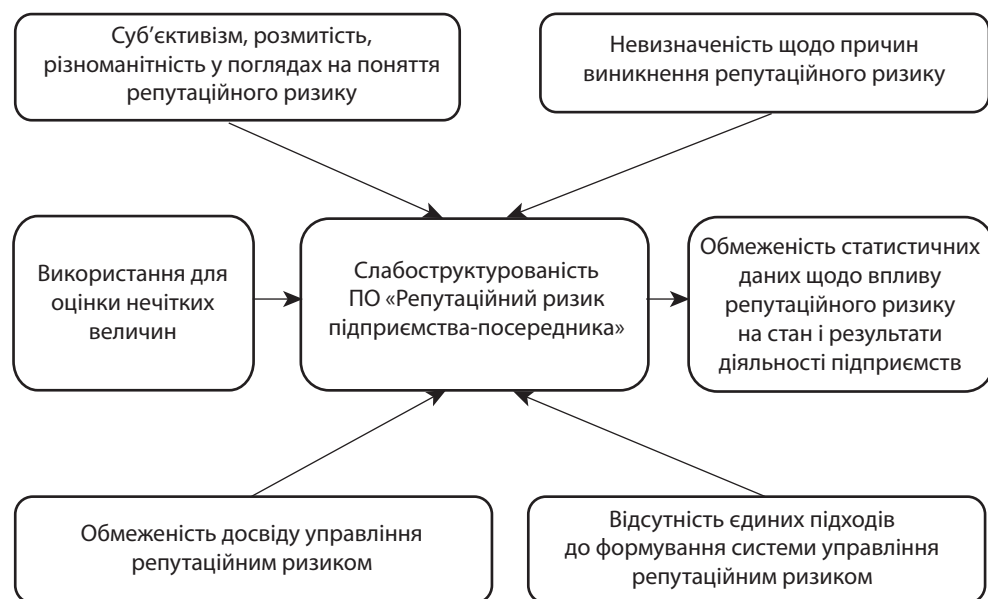 Суб’єктивізм, розмитість,
різноманітність у поглядах на поняття
репутаційного ризику
Невизначеність щодо причин
виникнення репутаційного ризику
Використання для
оцінки нечітких
величин
Слабоструктурованість
ПО «Репутаційний ризик
підприємства-посередника»
Обмеженість статистичних
даних щодо впливу
репутаційного ризику
на стан і результати
діяльності підприємств
Обмеженість досвіду управління
репутаційним ризиком
Відсутність єдиних підходів
до формування системи управління
репутаційним ризиком